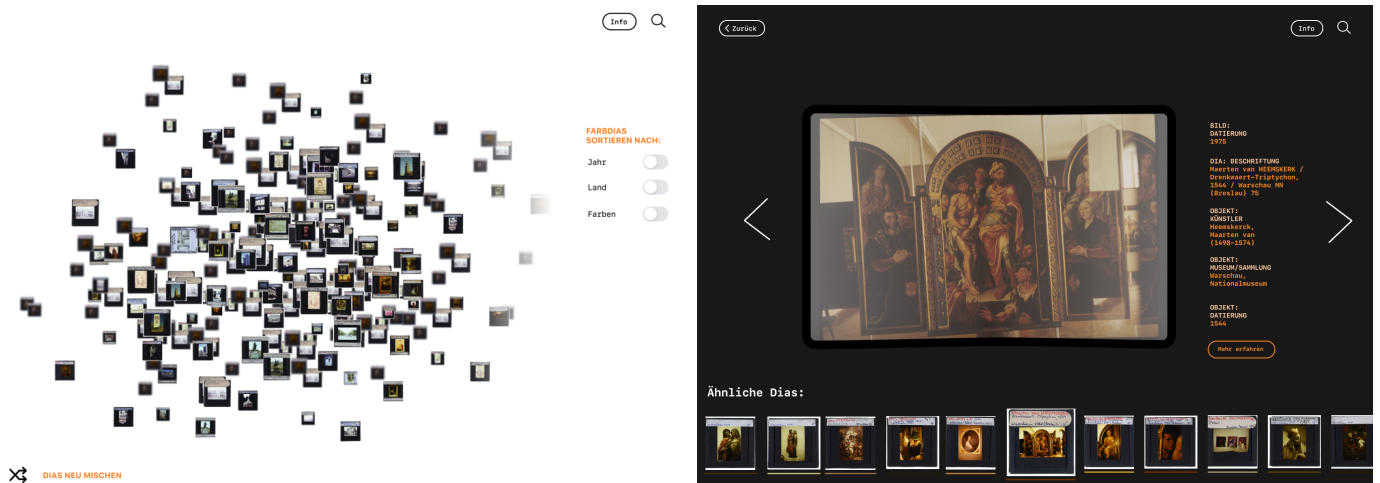 Info
FARBDIAS
SORTIEREN NACH:
Jahr
Land
Farben
DIAS NEU MISCHEN
Zurück
Info
BILD:
DATIERUNG
1975
DIA: BESCHRIFTUNG
Maerten van HEEMSKERK /
Drenkwaert-Triptychon,
1544 / Warschau MN
(Breslau) 75
OBJEKT:
KÜNSTLER
Heemskerck,
Maarten van
(1498-1574)
OBJEKT:
MUSEUM/SAMMLUNG
Warschau,
Nationalmuseum
OBJEKT:
DATIERUNG
1544
Mehr erfahren
Ähnliche Dias: